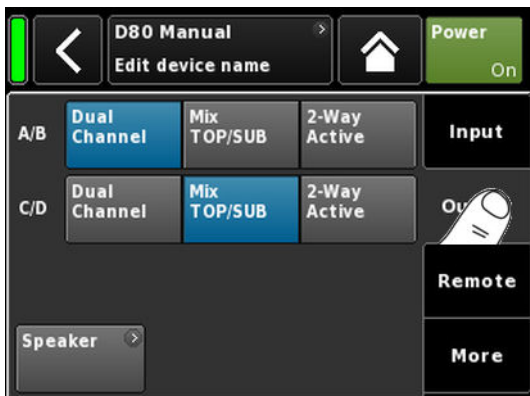 D80 Manual
Edit device name
Power
On
A/B
Dual
Channel
Mix
TOP/SUB
2-Way
Active
Input
C/D
Dual
Channel
Mix
TOP/SUB
2-Way
Active
Remote
Speaker
More